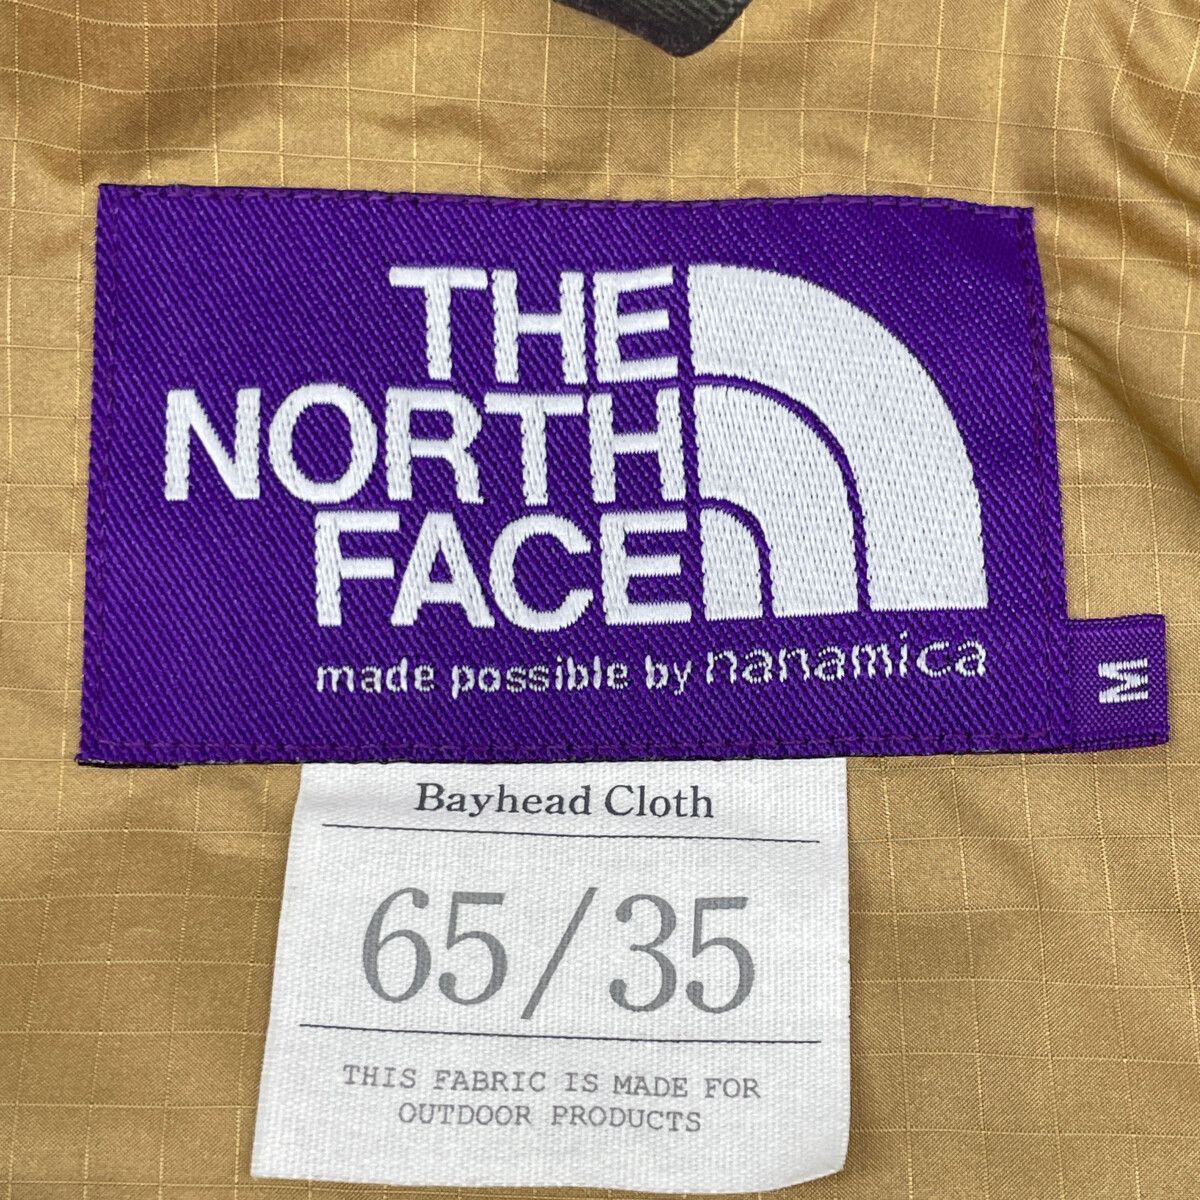 THE
NORTH
FACE
made possible by nanamica
M
Bayhead Cloth
65/35
THIS FABRIC IS MADE FOR
OUTDOOR PRODUCTS